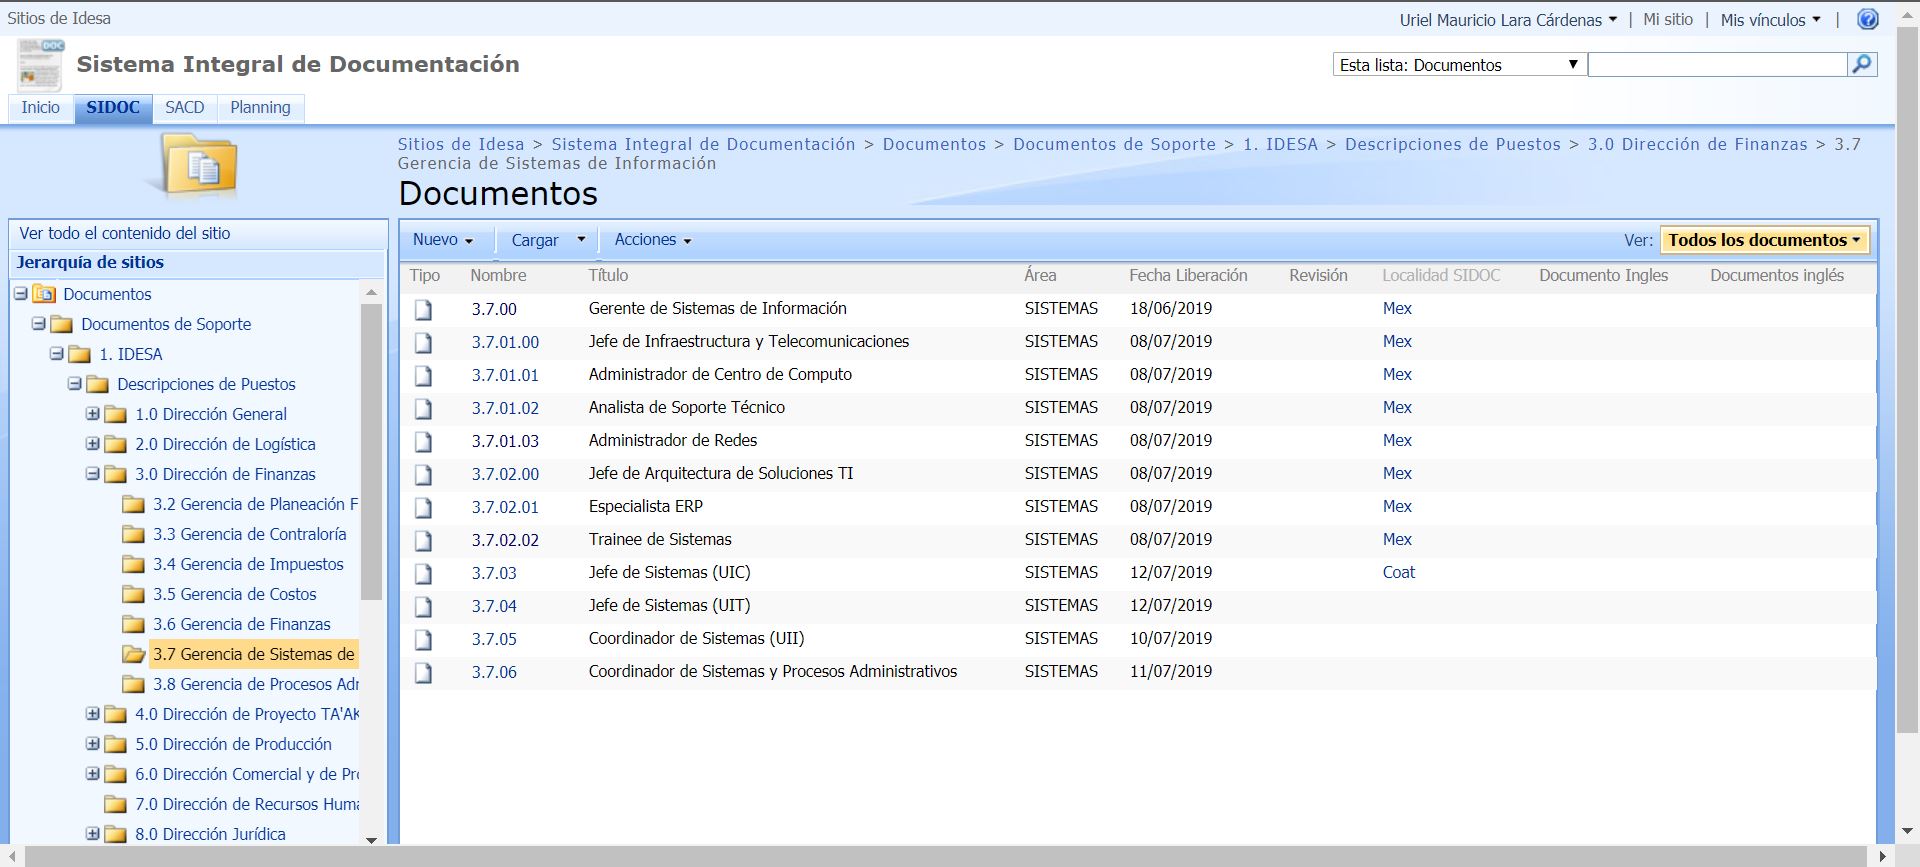 Sitios de Idesa
Uriel Mauricio Lara Cárdenas | Mi sitio | Mis vínculos |
DOC
Sistema Integral de Documentación
Esta lista: Documentos
Inicio SIDOC SACD Planning
Sitios de Idesa > Sistema Integral de Documentación > Documentos > Documentos de Soporte > 1. IDESA > Descripciones de Puestos > 3.0 Dirección de Finanzas > 3.7
Gerencia de Sistemas de Información
Documentos
Ver todo el contenido del sitio
Jerarquía de sitios
Documentos
Documentos de Soporte
1. IDESA
Descripciones de Puestos
1.0 Dirección General
2.0 Dirección de Logística
3.0 Dirección de Finanzas
3.2 Gerencia de Planeación F
3.3 Gerencia de Contraloría
3.4 Gerencia de Impuestos
3.5 Gerencia de Costos
3.6 Gerencia de Finanzas
3.7 Gerencia de Sistemas de
3.8 Gerencia de Procesos Adr
4.0 Dirección de Proyecto TA'AK
5.0 Dirección de Producción
6.0 Dirección Comercial y de Pr
7.0 Dirección de Recursos Huma
8.0 Dirección Jurídica
Nuevo Cargar Acciones Ver: Todos los documentos
Tipo Nombre Título Área Fecha Liberación Revisión Localidad SIDOC Documento Ingles Documentos inglés
3.7.00 Gerente de Sistemas de Información SISTEMAS 18/06/2019 Mex
3.7.01.00 Jefe de Infraestructura y Telecomunicaciones SISTEMAS 08/07/2019 Mex
3.7.01.01 Administrador de Centro de Computo SISTEMAS 08/07/2019 Mex
3.7.01.02 Analista de Soporte Técnico SISTEMAS 08/07/2019 Mex
3.7.01.03 Administrador de Redes SISTEMAS 08/07/2019 Mex
3.7.02.00 Jefe de Arquitectura de Soluciones TI SISTEMAS 08/07/2019 Mex
3.7.02.01 Especialista ERP SISTEMAS 08/07/2019 Mex
3.7.02.02 Trainee de Sistemas SISTEMAS 08/07/2019 Mex
3.7.03 Jefe de Sistemas (UIC) SISTEMAS 12/07/2019 Coat
3.7.04 Jefe de Sistemas (UIT) SISTEMAS 12/07/2019
3.7.05 Coordinador de Sistemas (UII) SISTEMAS 10/07/2019
3.7.06 Coordinador de Sistemas y Procesos Administrativos SISTEMAS 11/07/2019